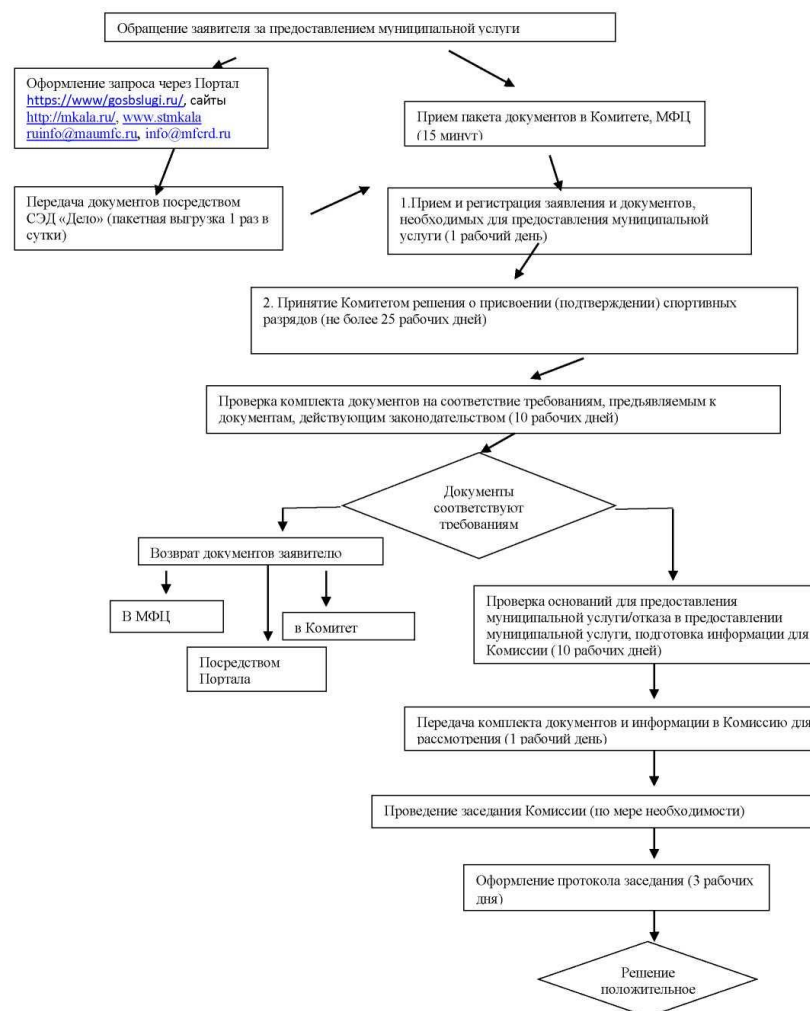 Обращение заявителя за предоставлением муниципальной услуги
Оформление запроса через Портал
https://www/gosbslugi.ru/, сайты
http://mkala.ru/, www.stmkala
ruinfo@maumfc.ru, info@mfcrd.ru
Прием пакета документов в Комитете, МФЦ
(15 минут)
Передача документов посредством
СЭД «Дело» (пакетная выгрузка 1 раз в
сутки)
1.Прием и регистрация заявления и документов,
необходимых для предоставления муниципальной
услуги (1 рабочий день)
2. Принятие Комитетом решения о присвоении (подтверждении) спортивных
разрядов (не более 25 рабочих дней)
Проверка комплекта документов на соответствие требованиям, предъявляемым к
документам, действующим законодательством (10 рабочих дней)
Документы
соответствуют
требованиям
Возврат документов заявителю
В МФЦ
в Комитет
Посредством
Портала
Проверка оснований для предоставления
муниципальной услуги/отказа в предоставлении
муниципальной услуги, подготовка информации для
Комиссии (10 рабочих дней)
Передача комплекта документов и информации в Комиссию для
рассмотрения (1 рабочий день)
Проведение заседания Комиссии (по мере необходимости)
Оформление протокола заседания (3 рабочих
дня)
Решение
положительное